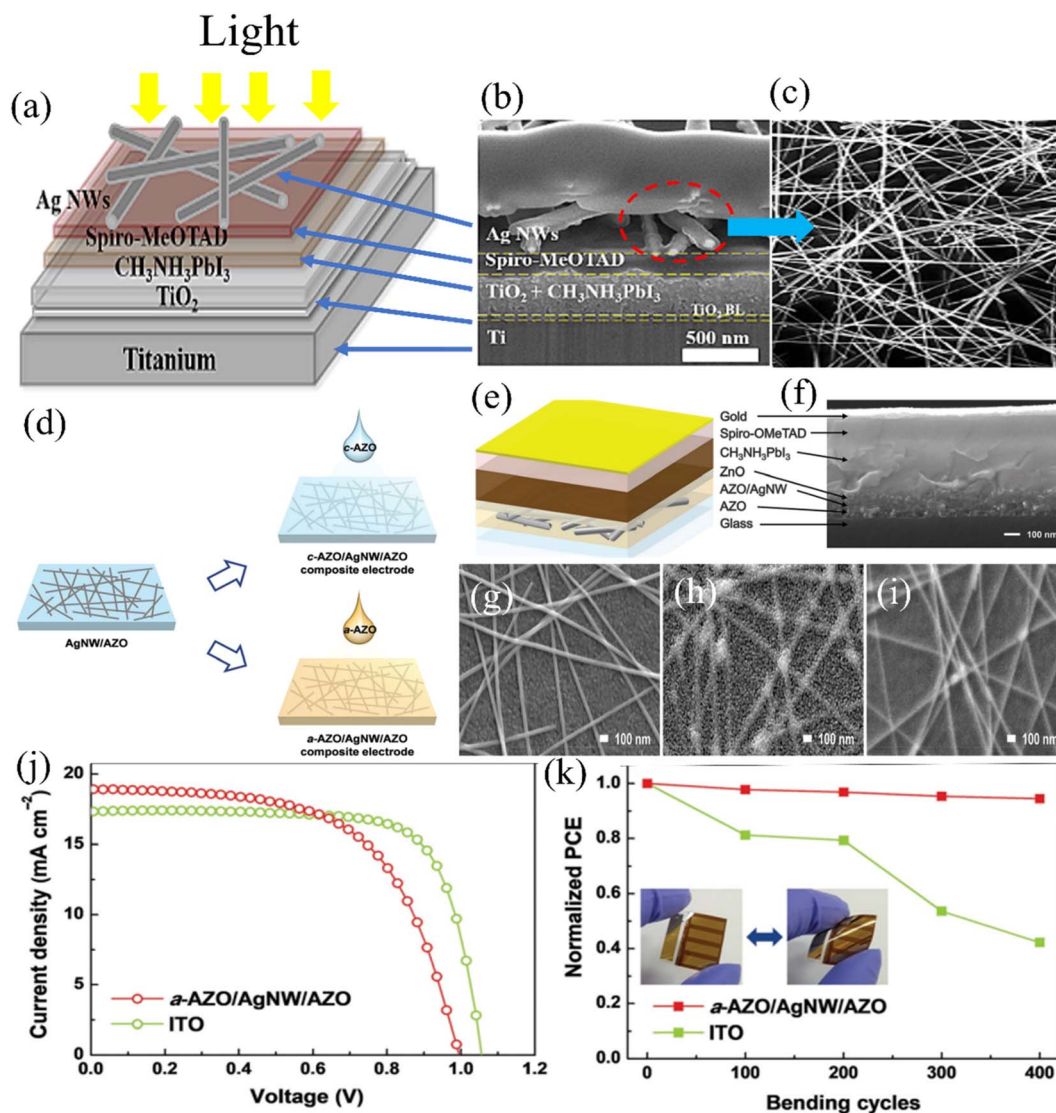 Light
(a)
Ag NWs
Spiro-MeOTAD
CH₃NH₃PbI₃
TiO₂
Titanium
(b)
Ag NWs
Spiro-MeOTAD
TiO₂ + CH₃NH₃PbI₃
TiO₂ BL
Ti
500 nm
(c)
(d)
c-AZO
c-AZO/AgNW/AZO
composite electrode
AgNW/AZO
a-AZO
a-AZO/AgNW/AZO
composite electrode
(e)
Gold
Spiro-OMeTAD
CH₃NH₃PbI₃
ZnO
AZO/AgNW
AZO
Glass
(f)
100 nm
(g)
100 nm
(h)
100 nm
(i)
100 nm
(j)
Current density (mA cm⁻²)
20
15
10
5
0
a-AZO/AgNW/AZO
ITO
0.0 0.2 0.4 0.6 0.8 1.0 1.2
Voltage (V)
(k)
Normalized PCE
1.0
0.8
0.6
0.4
0.2
0.0
a-AZO/AgNW/AZO
ITO
0 100 200 300 400
Bending cycles